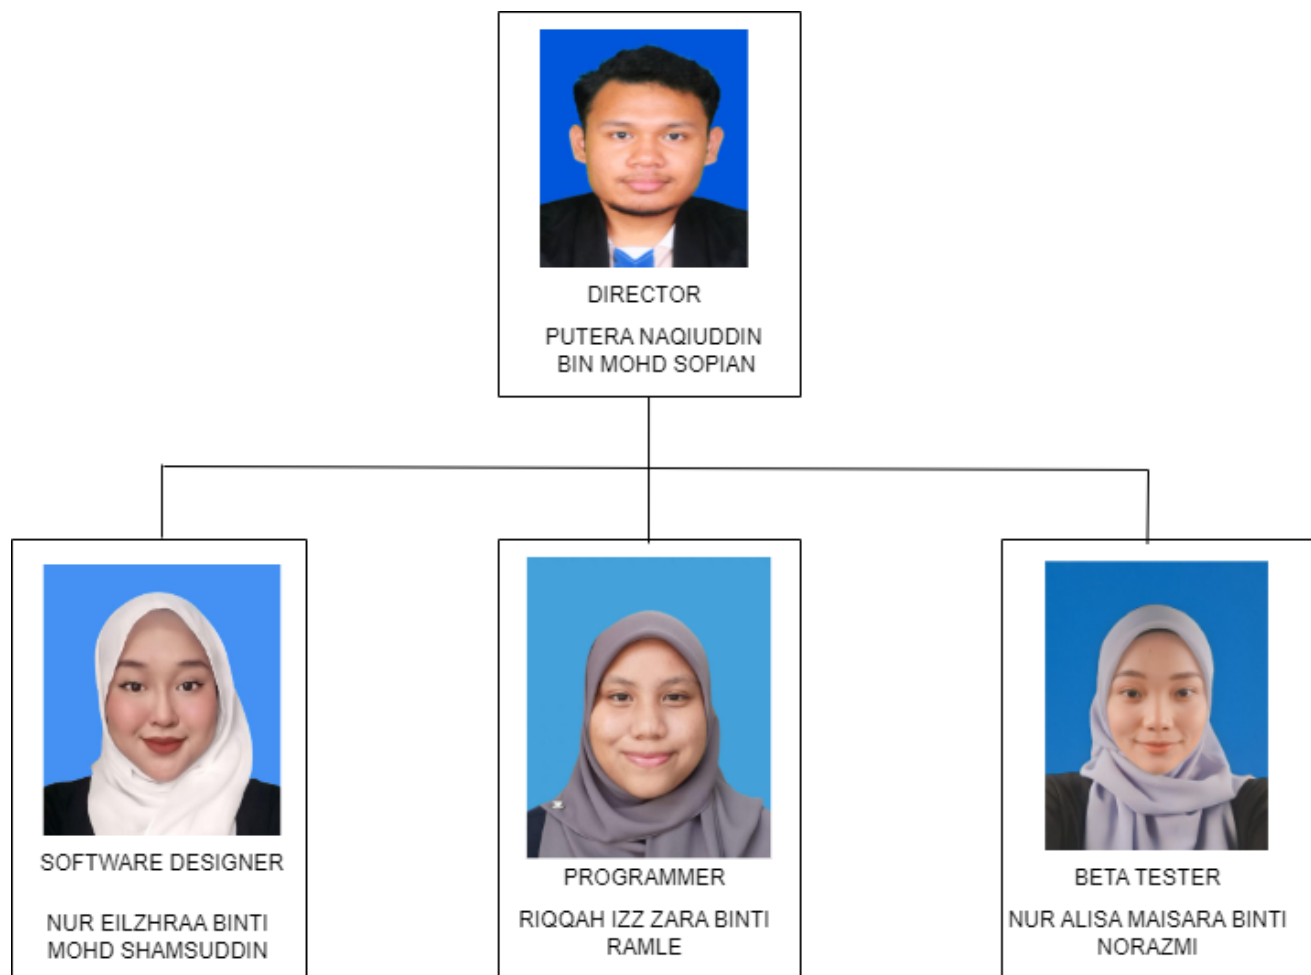 DIRECTOR
PUTERA NAQIUDDIN
BIN MOHD SOPIAN
SOFTWARE DESIGNER
NUR EILZHRAA BINTI
MOHD SHAMSUDDIN
PROGRAMMER
RIQQAH IZZ ZARA BINTI
RAMLE
BETA TESTER
NUR ALISA MAISARA BINTI
NORAZMI